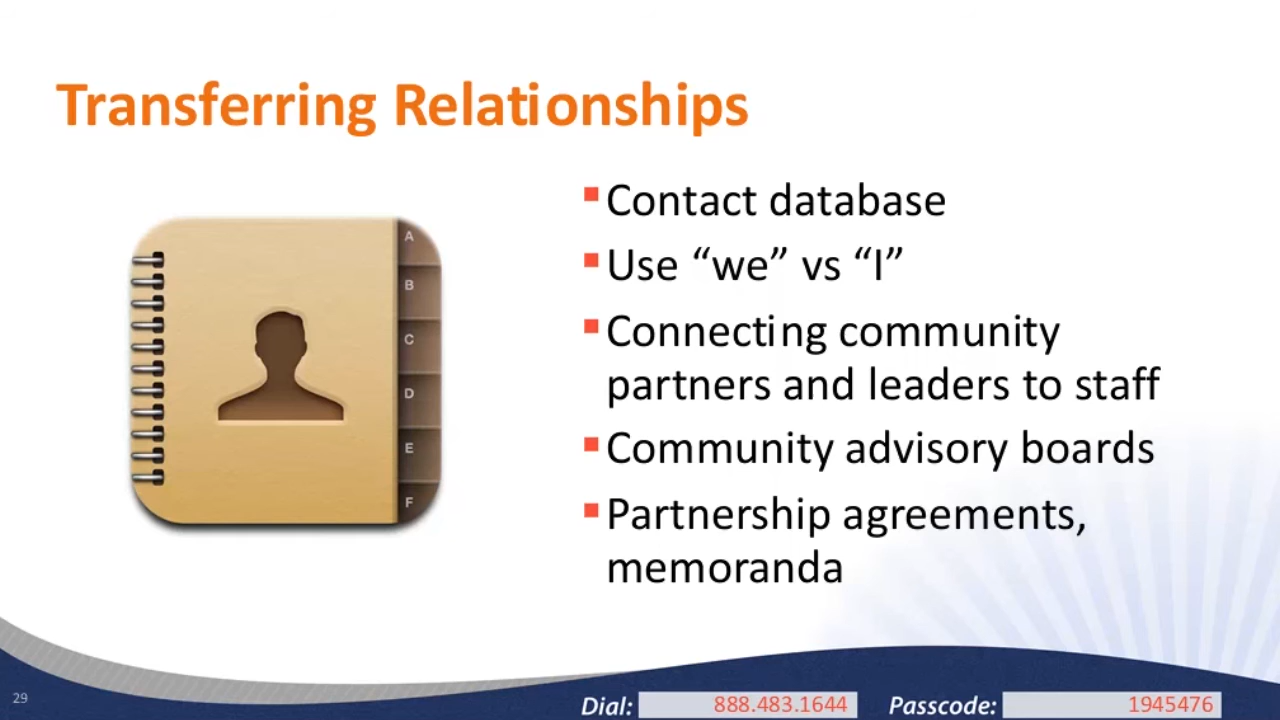 Transferring Relationships
A
B
C
D
E
F
▪Contact database
▪Use “we” vs “I”
▪Connecting community
partners and leaders to staff
▪Community advisory boards
▪Partnership agreements,
memoranda
29
Dial: 888.483.1644 Passcode: 1945476